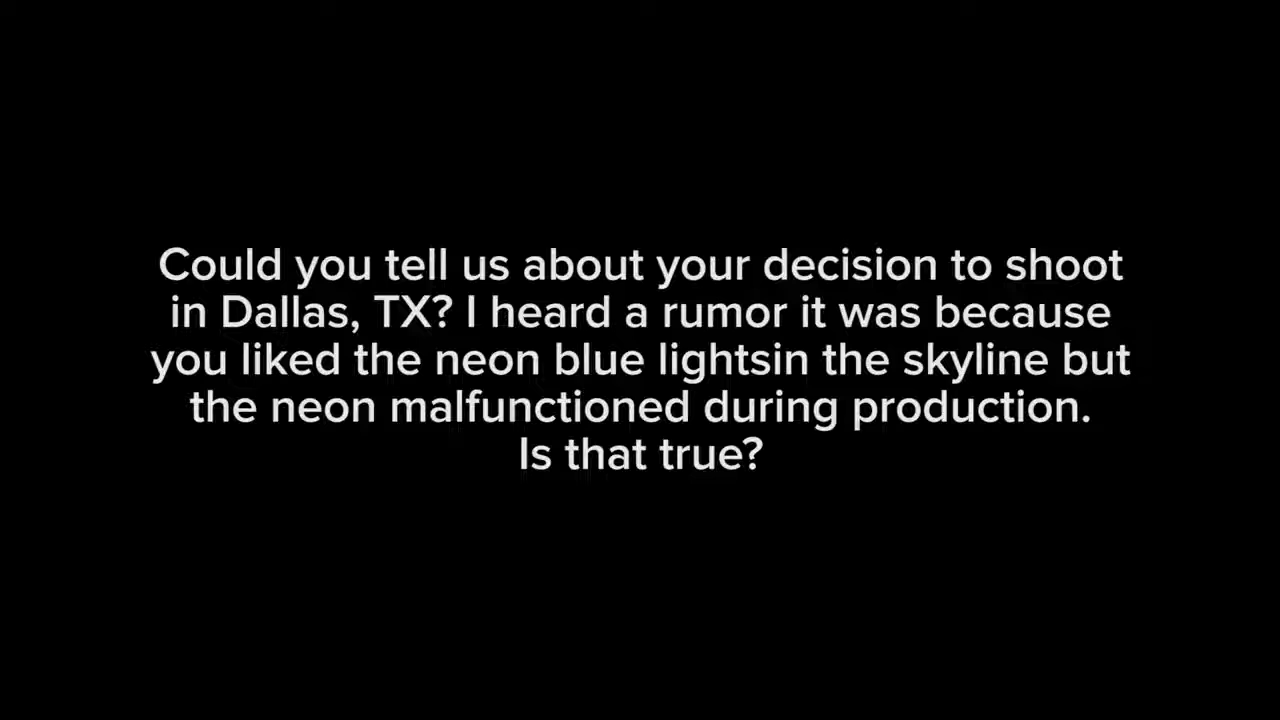 Could you tell us about your decision to shoot
in Dallas, TX? I heard a rumor it was because
you liked the neon blue lightsin the skyline but
the neon malfunctioned during production.
Is that true?